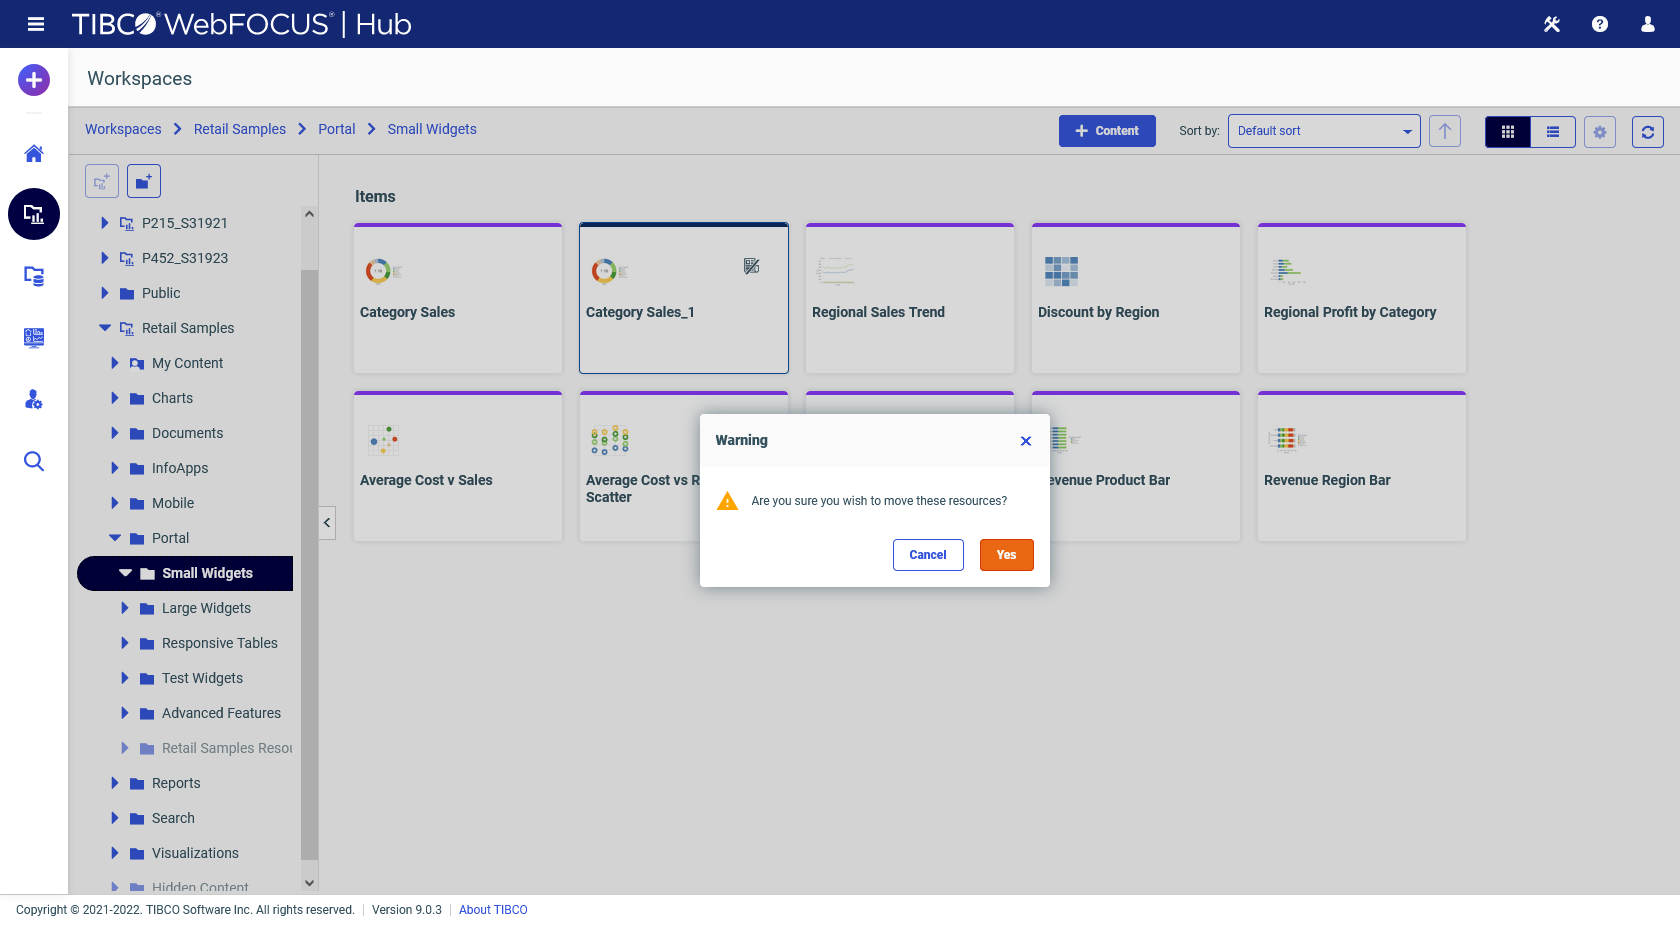 TIBCO® WebFOCUS® | Hub
Workspaces
Workspaces > Retail Samples > Portal > Small Widgets
+ Content
Sort by:
Default sort
P215_S31921
P452_S31923
Public
Retail Samples
My Content
Charts
Documents
InfoApps
Mobile
Portal
Small Widgets
Large Widgets
Responsive Tables
Test Widgets
Advanced Features
Retail Samples Resou
Reports
Search
Visualizations
Hidden Content
Items
Category Sales
Category Sales_1
Regional Sales Trend
Discount by Region
Regional Profit by Category
Average Cost v Sales
Average Cost vs R
Scatter
evenue Product Bar
Revenue Region Bar
Warning
Are you sure you wish to move these resources?
Cancel
Yes
Copyright © 2021-2022. TIBCO Software Inc. All rights reserved. | Version 9.0.3 | About TIBCO